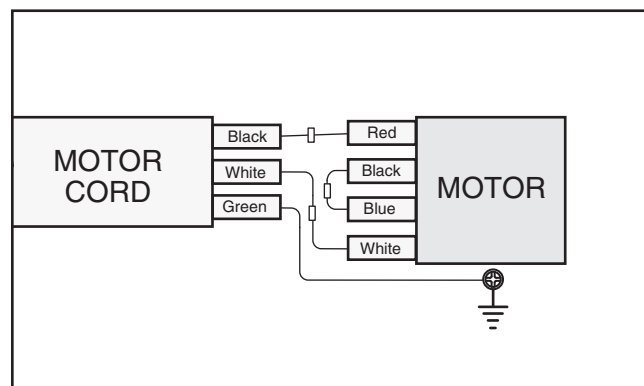 MOTOR
CORD
Black
White
Green
Red
Black
Blue
White
MOTOR